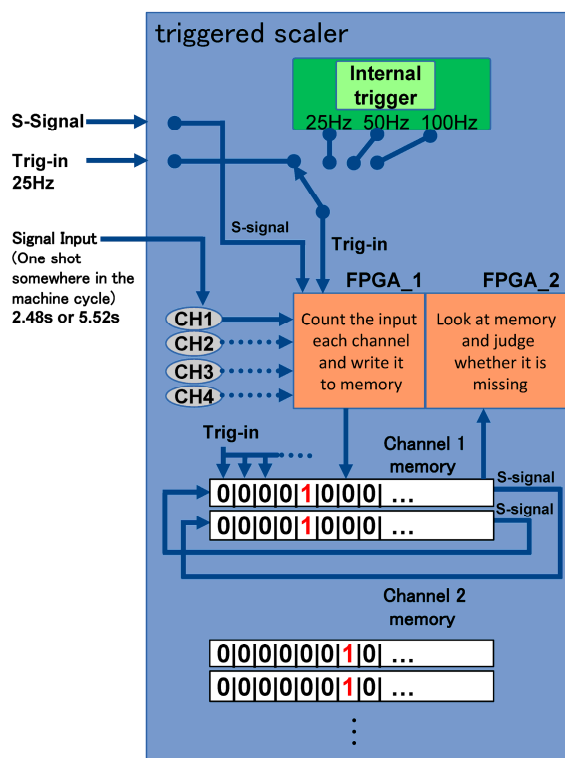 triggered scaler
Internal
trigger
25Hz 50Hz 100Hz
S-Signal
Trig-in
25Hz
S-signal
Trig-in
Signal Input
(One shot
somewhere in the
machine cycle)
2.48s or 5.52s
FPGA_1
FPGA_2
CH1
CH2
CH3
CH4
Count the input
each channel
and write it
to memory
Look at memory
and judge
whether it is
missing
Trig-in
Channel 1
memory
S-signal
0|0|0|0|1|0|0|0| ...
S-signal
0|0|0|0|1|0|0|0| ...
Channel 2
memory
0|0|0|0|0|0|1|0| ...
0|0|0|0|0|0|1|0| ...